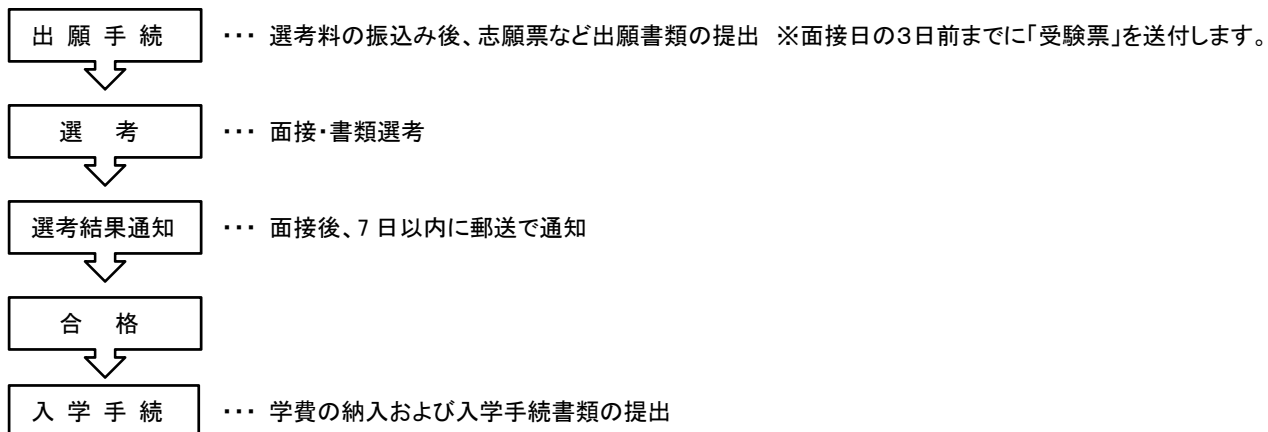 出 願 手 続 ･･･ 選考料の振込み後、志願票など出願書類の提出 ※面接日の3日前までに「受験票」を送付します。
選 考 ･･･ 面接・書類選考
選考結果通知 ･･･ 面接後、7 日以内に郵送で通知
合 格
入 学 手 続 ･･･ 学費の納入および入学手続書類の提出